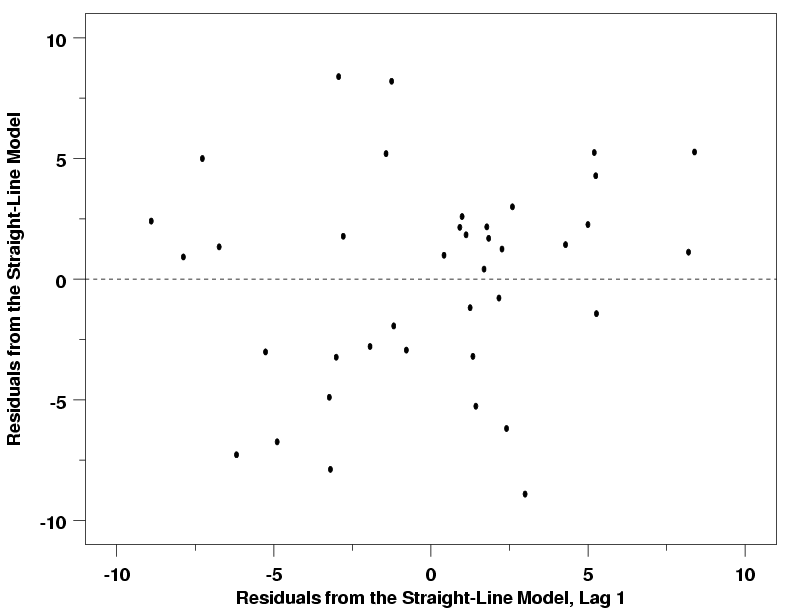 Residuals from the Straight-Line Model
10
5
0
-5
-10
-10 -5 0 5 10
Residuals from the Straight-Line Model, Lag 1